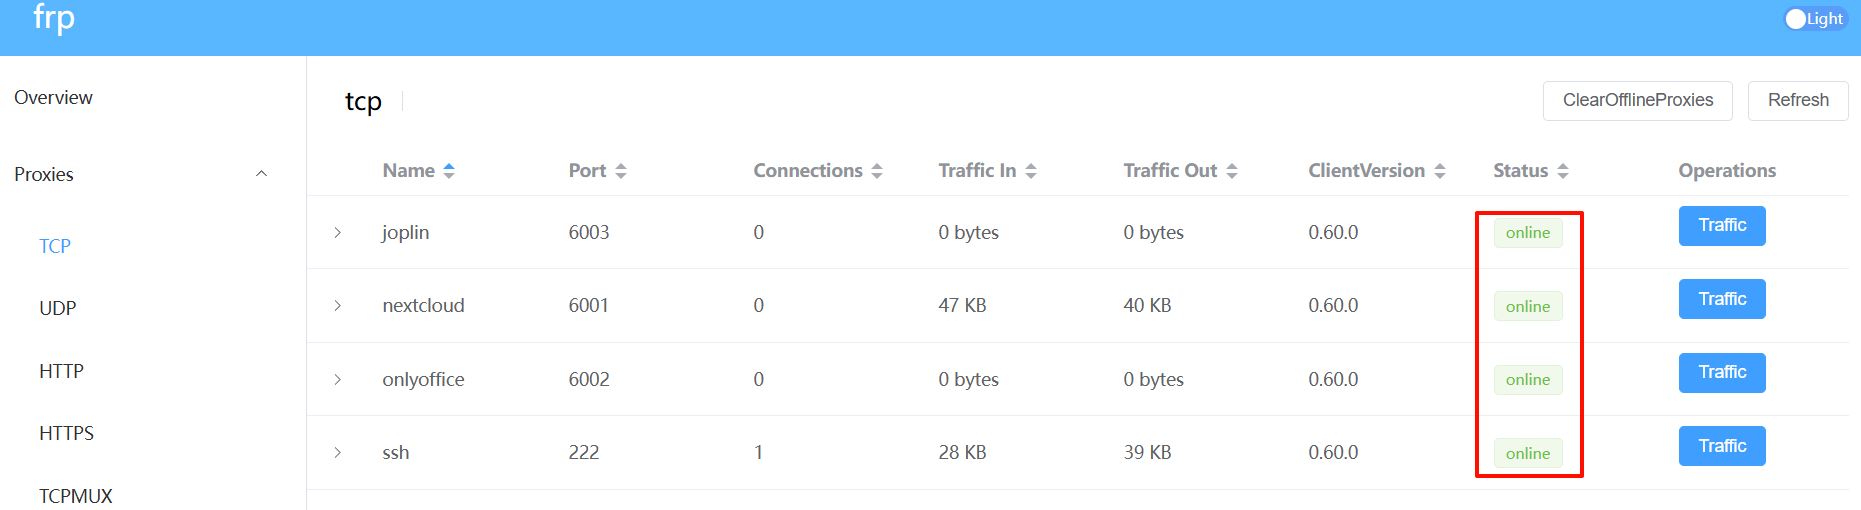 frp
Light
Overview
Proxies
TCP
UDP
HTTP
HTTPS
TCPMUX
tcp
ClearOfflineProxies Refresh
Name Port Connections Traffic In Traffic Out ClientVersion Status Operations
joplin 6003 0 0 bytes 0 bytes 0.60.0 online Traffic
nextcloud 6001 0 47 KB 40 KB 0.60.0 online Traffic
onlyoffice 6002 0 0 bytes 0 bytes 0.60.0 online Traffic
ssh 222 1 28 KB 39 KB 0.60.0 online Traffic